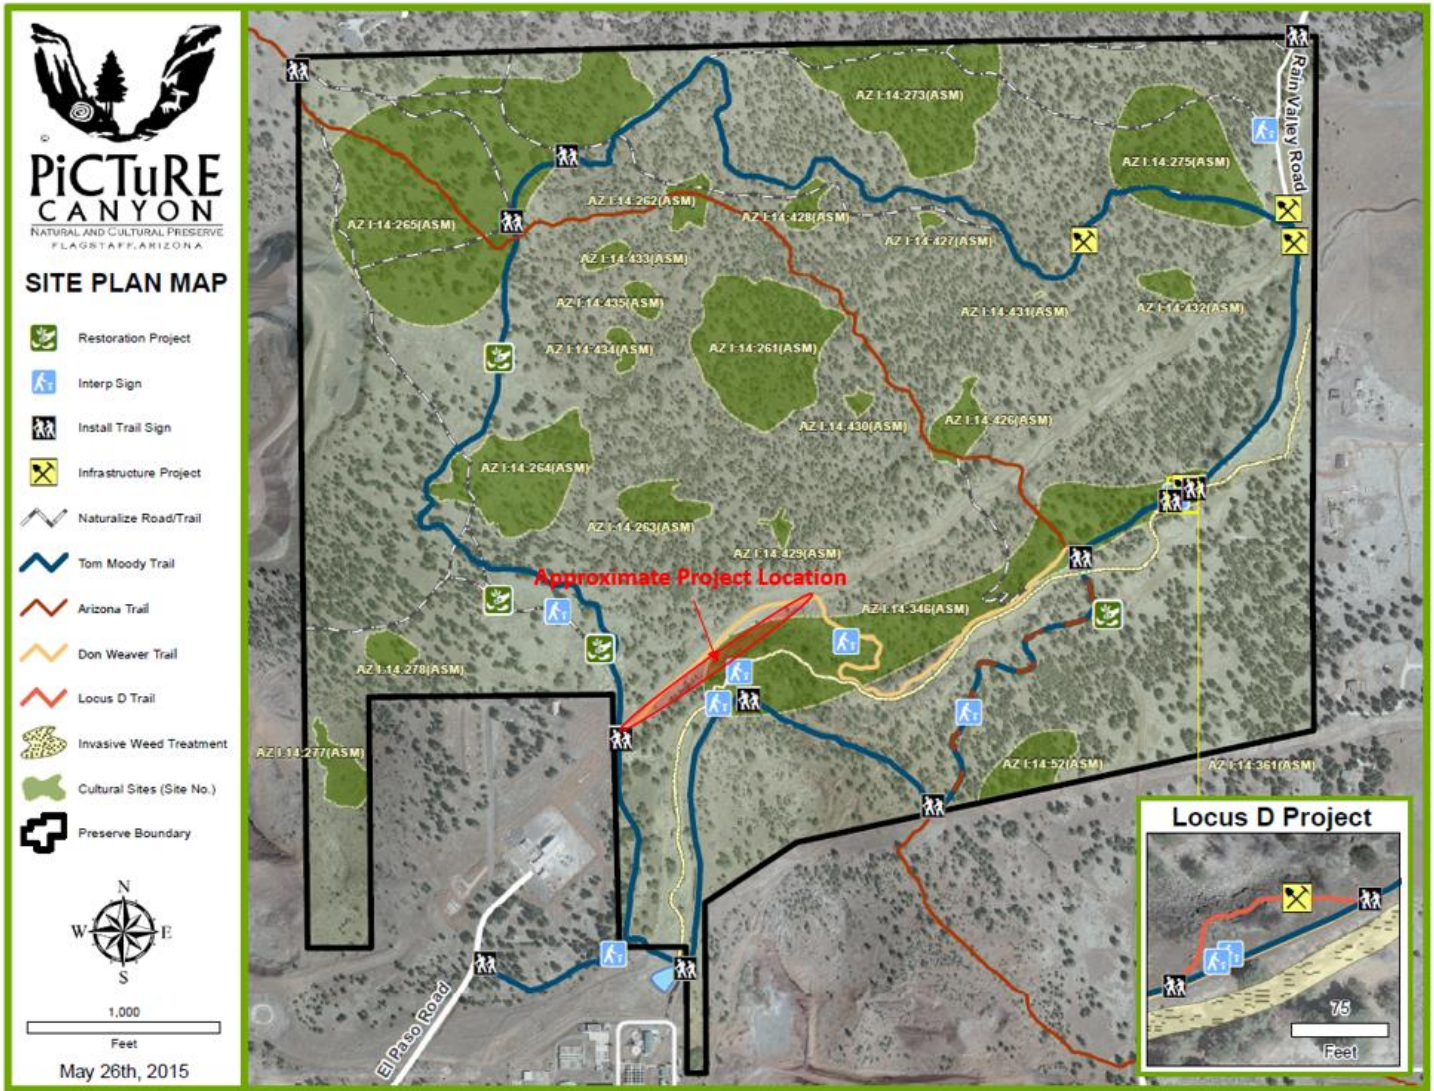 ©
PiCTuRE
CANYON
NATURAL AND CULTURAL PRESERVE
FLAGSTAFF, ARIZONA
SITE PLAN MAP
Restoration Project
Interp Sign
Install Trail Sign
Infrastructure Project
Naturalize Road/Trail
Tom Moody Trail
Arizona Trail
Don Weaver Trail
Locus D Trail
Invasive Weed Treatment
Cultural Sites (Site No.)
Preserve Boundary
N
W
E
S
1,000
Feet
May 26th, 2015
Rain Valley Road
AZ I:14:273(ASM)
AZ I:14:275(ASM)
AZ I:14:265(ASM)
AZ I:14:262(ASM)
AZ I:14:428(ASM)
AZ I:14:427(ASM)
AZ I:14:433(ASM)
AZ I:14:435(ASM)
AZ I:14:431(ASM)
AZ I:14:432(ASM)
AZ I:14:434(ASM)
AZ I:14:261(ASM)
AZ I:14:430(ASM)
AZ I:14:426(ASM)
AZ I:14:264(ASM)
AZ I:14:263(ASM)
AZ I:14:429(ASM)
Approximate Project Location
AZ I:14:346(ASM)
AZ I:14:278(ASM)
AZ I:14:277(ASM)
AZ I:14:52(ASM)
AZ I:14:361(ASM)
El Paso Road
Locus D Project
75
Feet